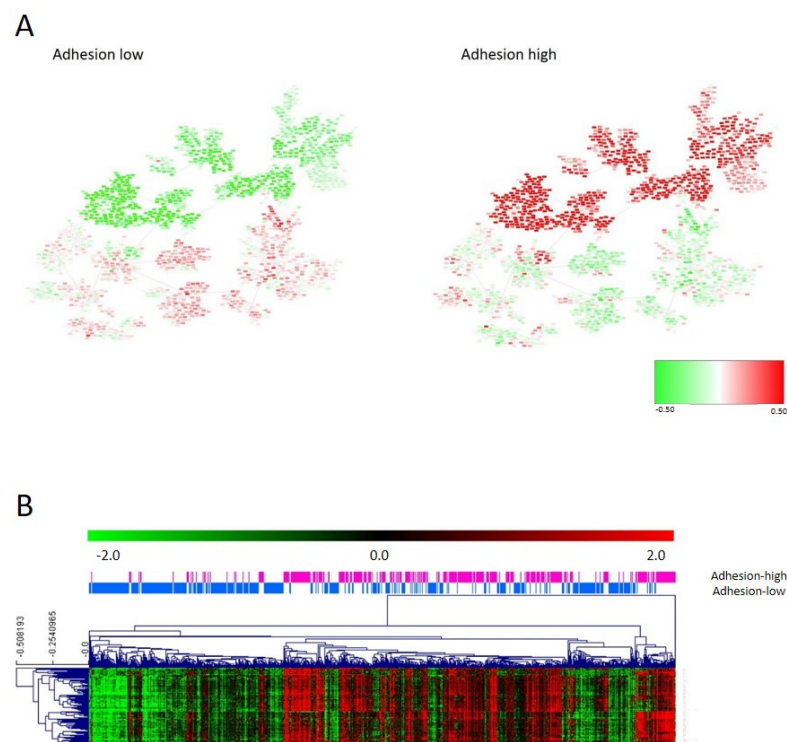 A
Adhesion low
Adhesion high
-0.50 0.50
B
-2.0 0.0 2.0
Adhesion-high
Adhesion-low
-0.508193
-0.2540965
-0.0